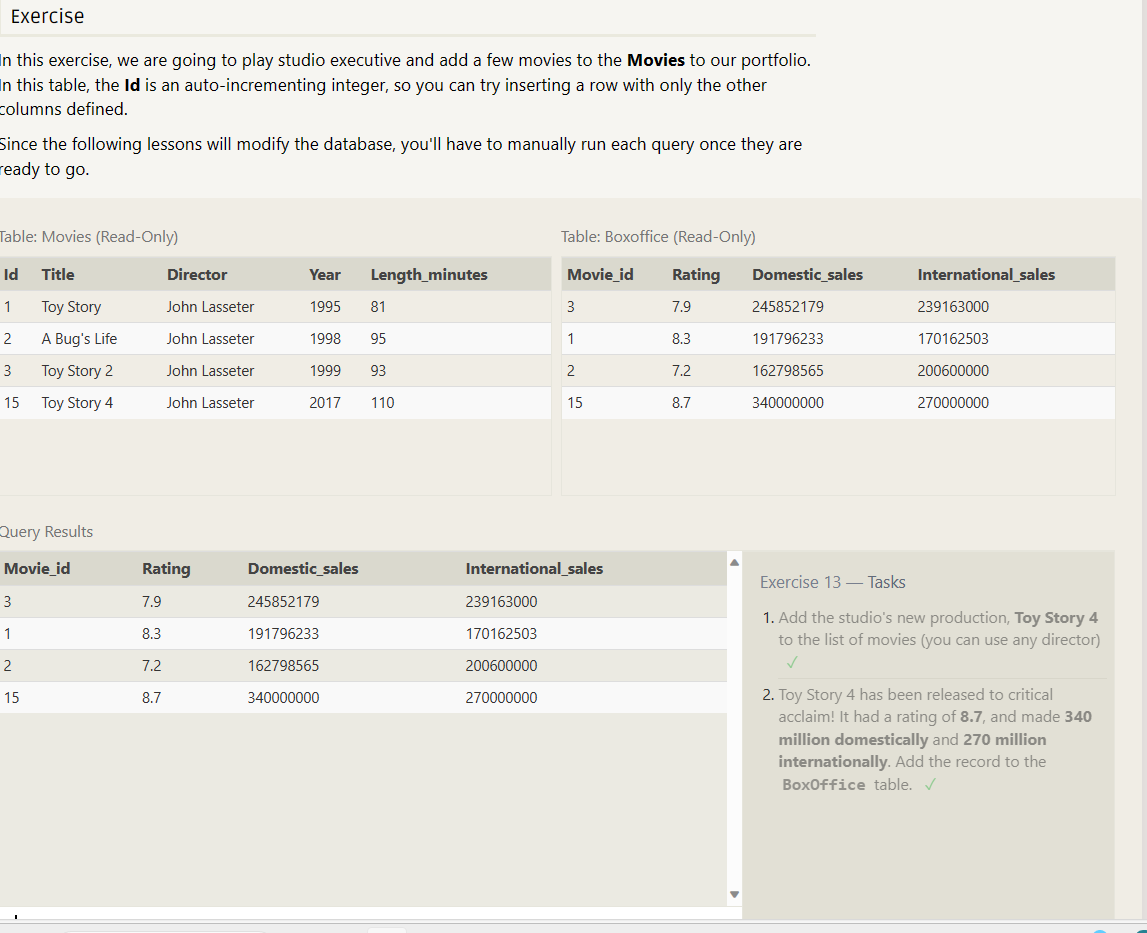 Exercise
In this exercise, we are going to play studio executive and add a few movies to the Movies to our portfolio.
In this table, the Id is an auto-incrementing integer, so you can try inserting a row with only the other
columns defined.
Since the following lessons will modify the database, you'll have to manually run each query once they are
ready to go.
Table: Movies (Read-Only)
Id Title Director Year Length_minutes
1 Toy Story John Lasseter 1995 81
2 A Bug's Life John Lasseter 1998 95
3 Toy Story 2 John Lasseter 1999 93
15 Toy Story 4 John Lasseter 2017 110
Table: Boxoffice (Read-Only)
Movie_id Rating Domestic_sales International_sales
3 7.9 245852179 239163000
1 8.3 191796233 170162503
2 7.2 162798565 200600000
15 8.7 340000000 270000000
Query Results
Movie_id Rating Domestic_sales International_sales
3 7.9 245852179 239163000
1 8.3 191796233 170162503
2 7.2 162798565 200600000
15 8.7 340000000 270000000
Exercise 13 — Tasks
1. Add the studio's new production, Toy Story 4
to the list of movies (you can use any director)
✓
2. Toy Story 4 has been released to critical
acclaim! It had a rating of 8.7, and made 340
million domestically and 270 million
internationally. Add the record to the
BoxOffice table. ✓